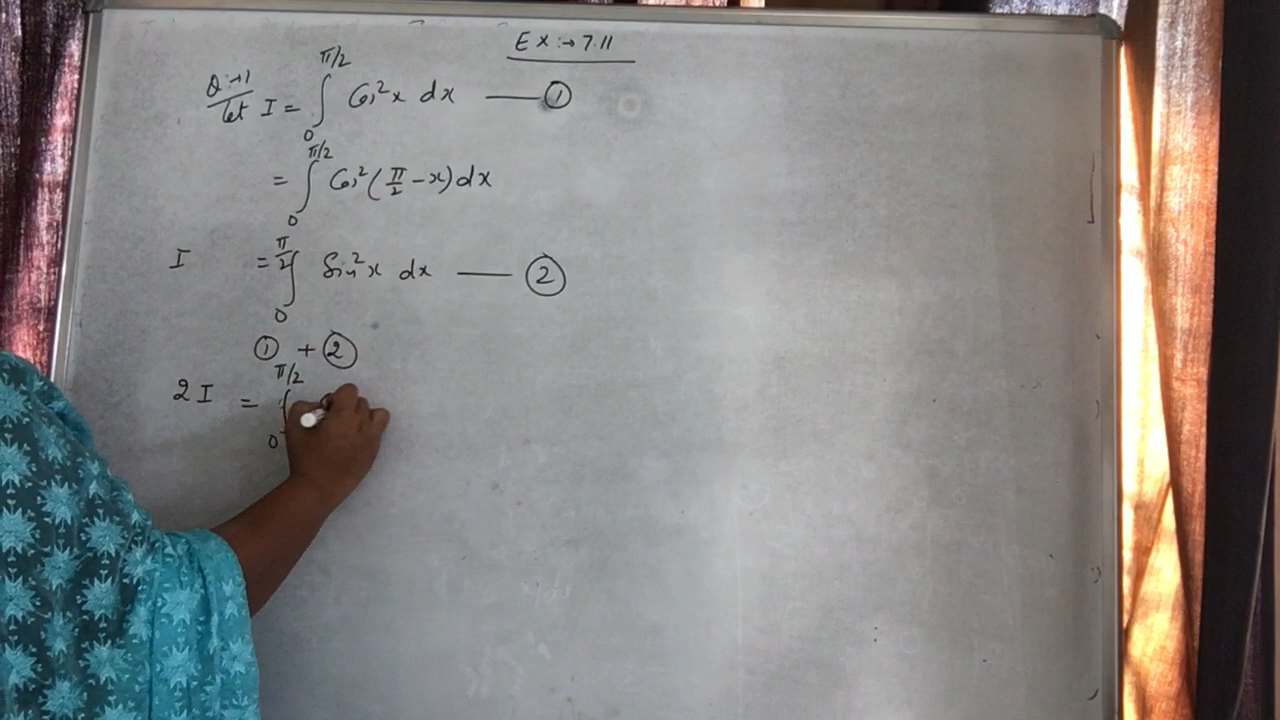 Ex :→ 7.11
Q:→1
let I = ∫₀^π/2 Cos²x dx —— ①
= ∫₀^π/2 Cos²(π/2 - x) dx
I = ∫₀^π/2 Sin²x dx —— ②
① + ②
2I = ∫₀^π/2